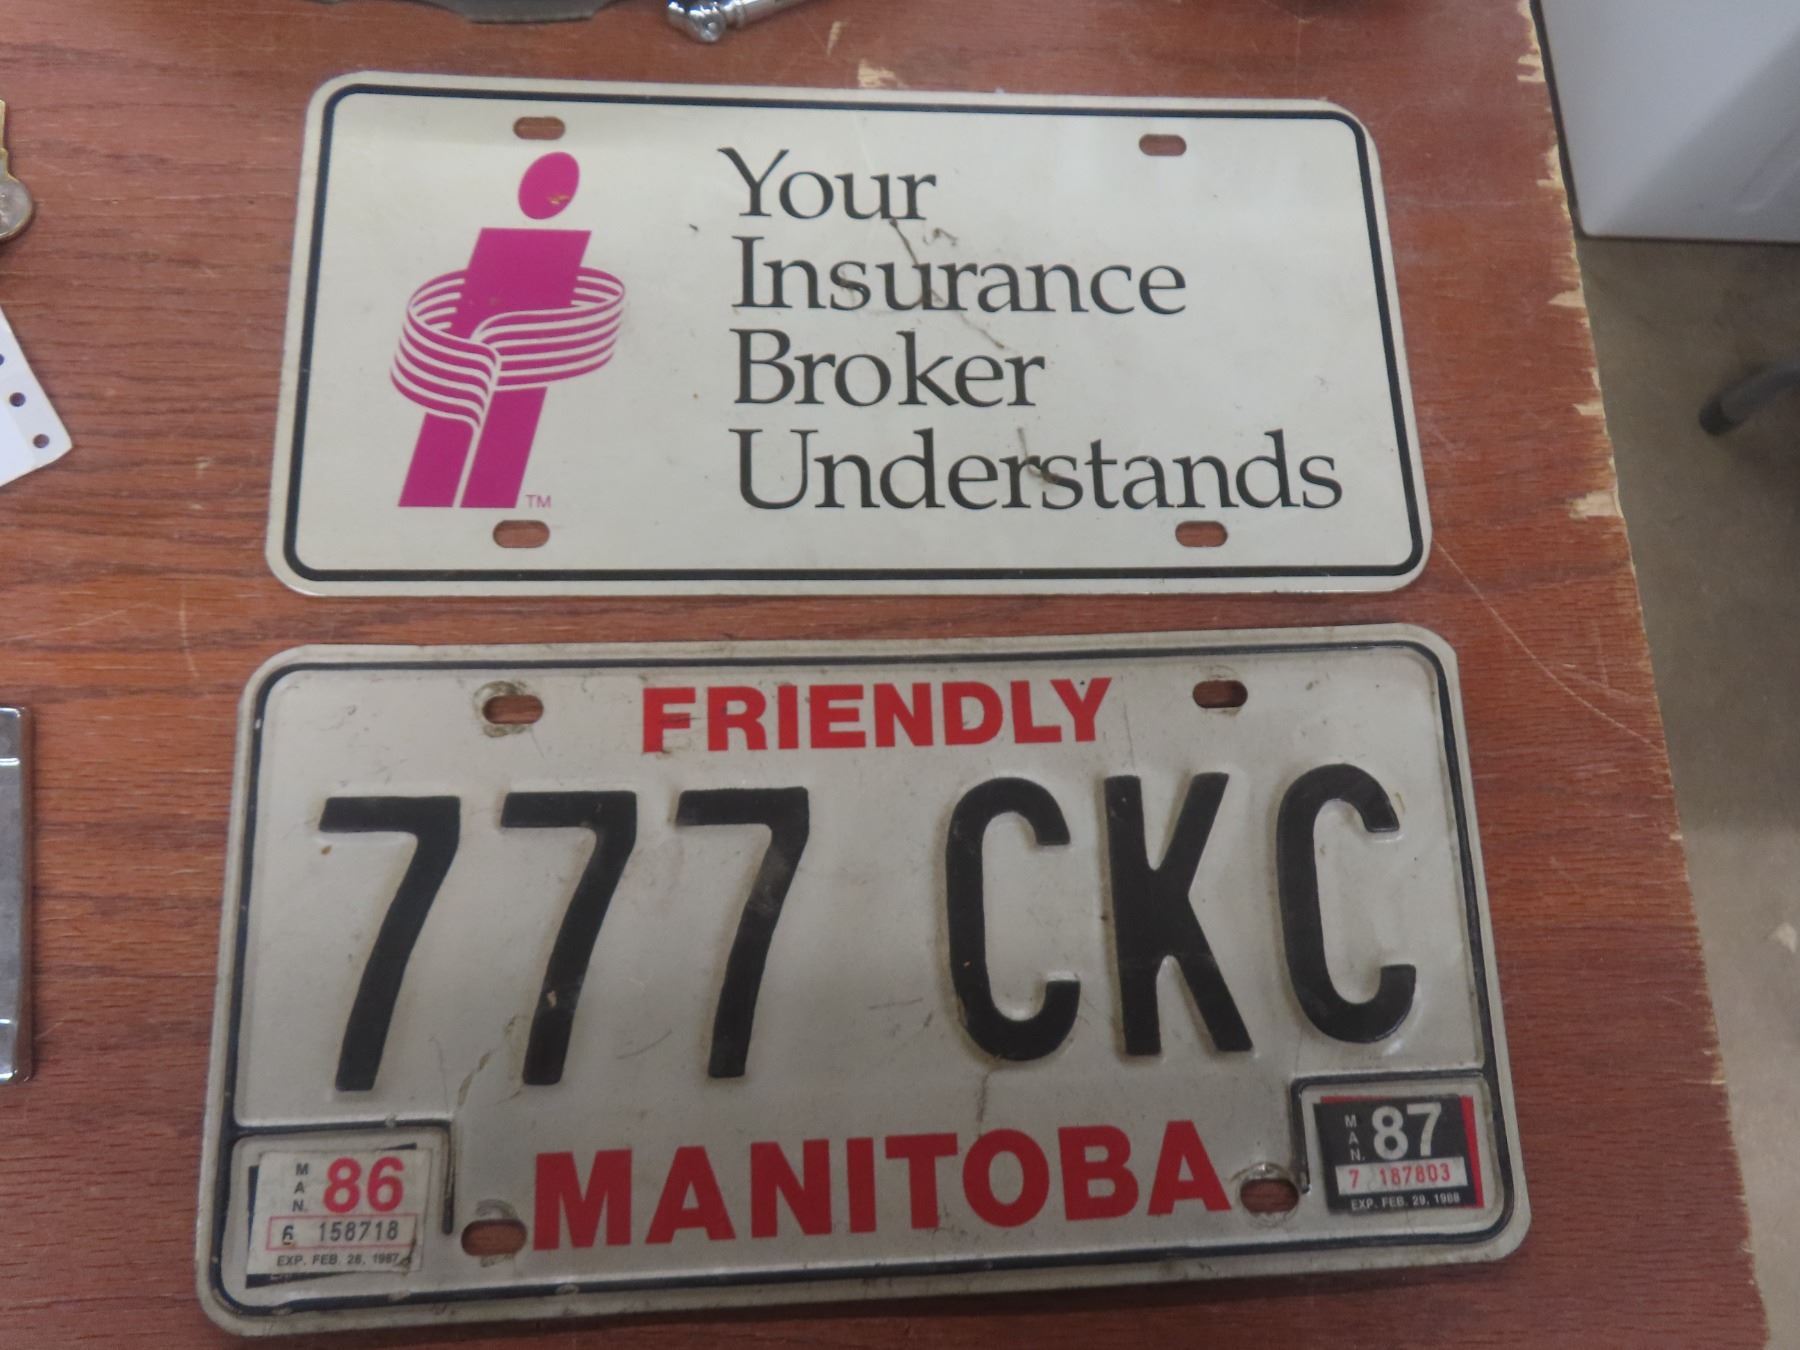 Your
Insurance
Broker
Understands
TM
FRIENDLY
777 CKC
MANITOBA
MAN. 86
6 158718
EXP. FEB. 28, 1987
MAN. 87
7 187803
EXP. FEB. 29, 1988